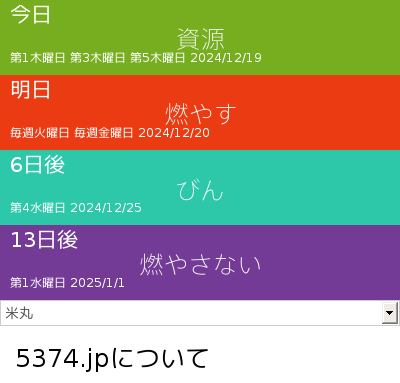 今日
資源
第1木曜日 第3木曜日 第5木曜日 2024/12/19
明日
燃やす
毎週火曜日 毎週金曜日 2024/12/20
6日後
びん
第4水曜日 2024/12/25
13日後
燃やさない
第1水曜日 2025/1/1
米丸
5374.jpについて